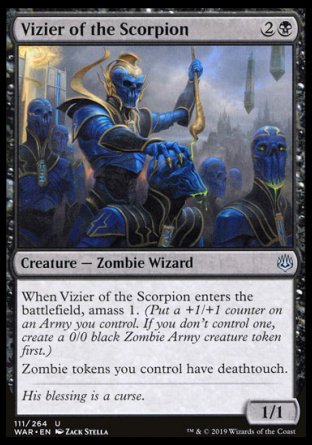 Vizier of the Scorpion 2
Creature — Zombie Wizard
When Vizier of the Scorpion enters the
battlefield, amass 1. (Put a +1/+1 counter on
an Army you control. If you don't control one,
create a 0/0 black Zombie Army creature token
first.)
Zombie tokens you control have deathtouch.
His blessing is a curse.
1/1
111/264 U
WAR • EN Zack Stella
™ & © 2019 Wizards of the Coast